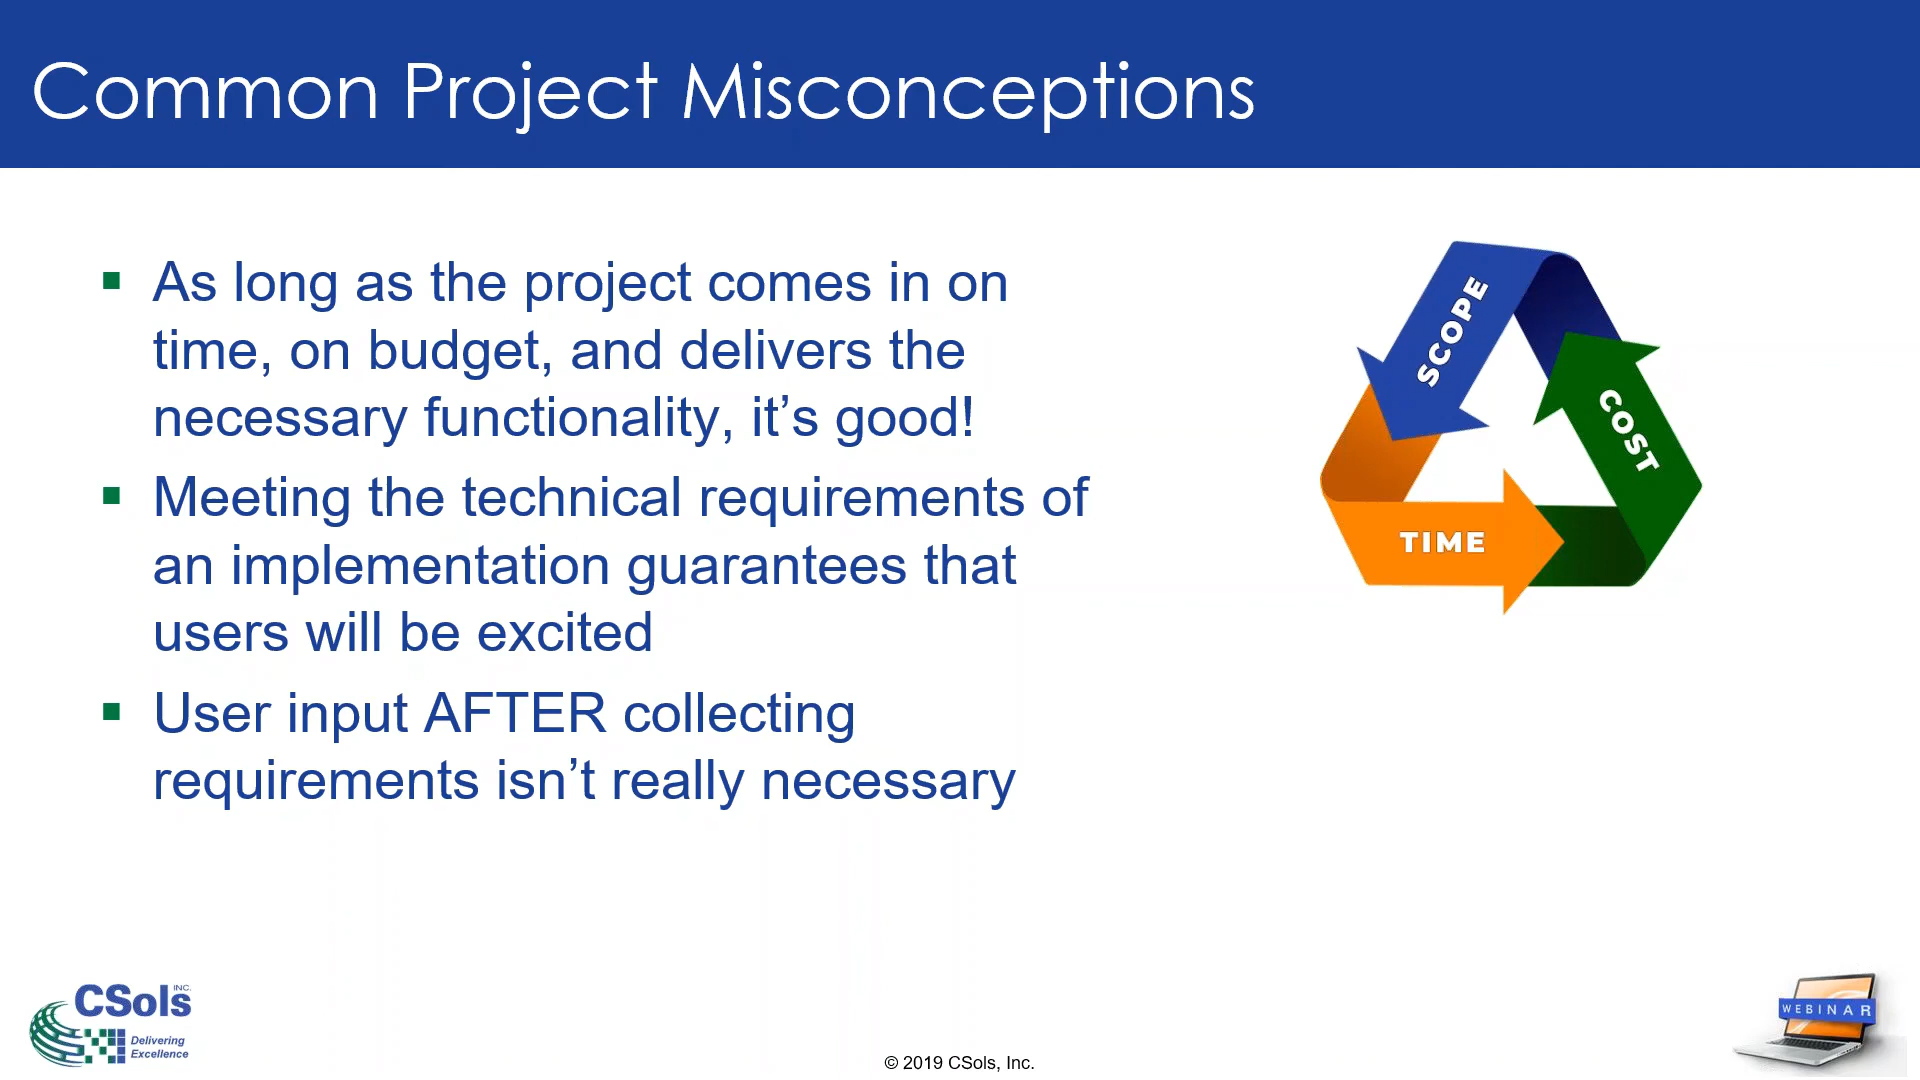 Common Project Misconceptions
As long as the project comes in on
time, on budget, and delivers the
necessary functionality, it’s good!
Meeting the technical requirements of
an implementation guarantees that
users will be excited
User input AFTER collecting
requirements isn’t really necessary
SCOPE
COST
TIME
CSols INC.
Delivering
Excellence
© 2019 CSols, Inc.
WEBINAR